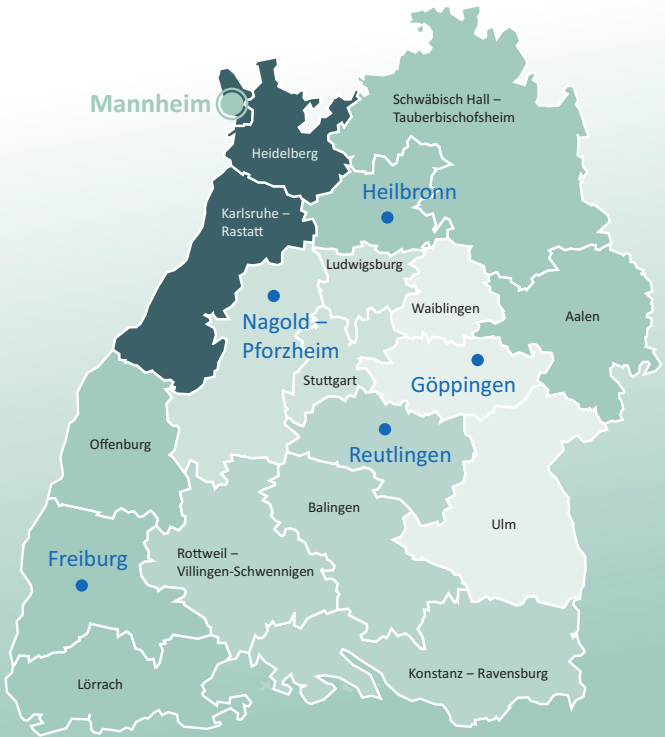 Mannheim
Schwäbisch Hall –
Tauberbischofsheim
Heidelberg
Heilbronn
Karlsruhe –
Rastatt
Ludwigsburg
Waiblingen
Aalen
Nagold –
Pforzheim
Stuttgart
Göppingen
Offenburg
Reutlingen
Balingen
Ulm
Freiburg
Rottweil –
Villingen-Schwennigen
Konstanz – Ravensburg
Lörrach